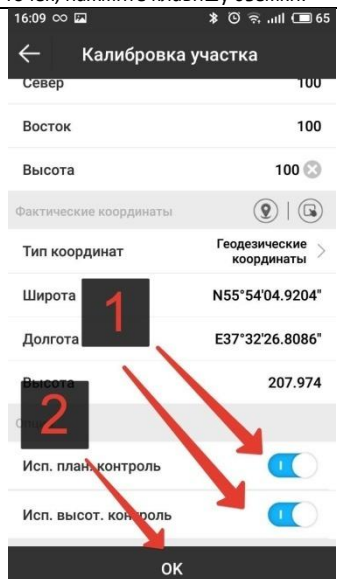 16:09 65
Калибровка участка
Север 100
Восток 100
Высота 100
Фактические координаты
Тип координат Геодезические координаты
Широта N55°54'04.9204"
1
Долгота E37°32'26.8086"
Высота 207.974
2
Исп. план. контроль
Исп. высот. контроль
OK